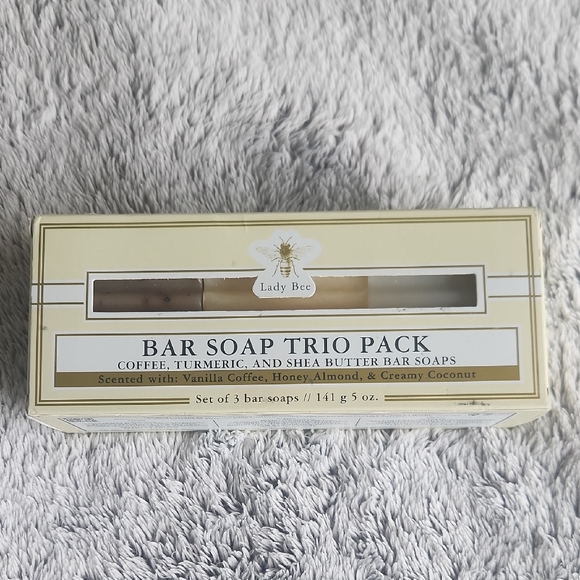 Lady Bee
BAR SOAP TRIO PACK
COFFEE, TURMERIC, AND SHEA BUTTER BAR SOAPS
Scented with: Vanilla Coffee, Honey Almond, & Creamy Coconut
Set of 3 bar soaps // 141 g 5 oz.